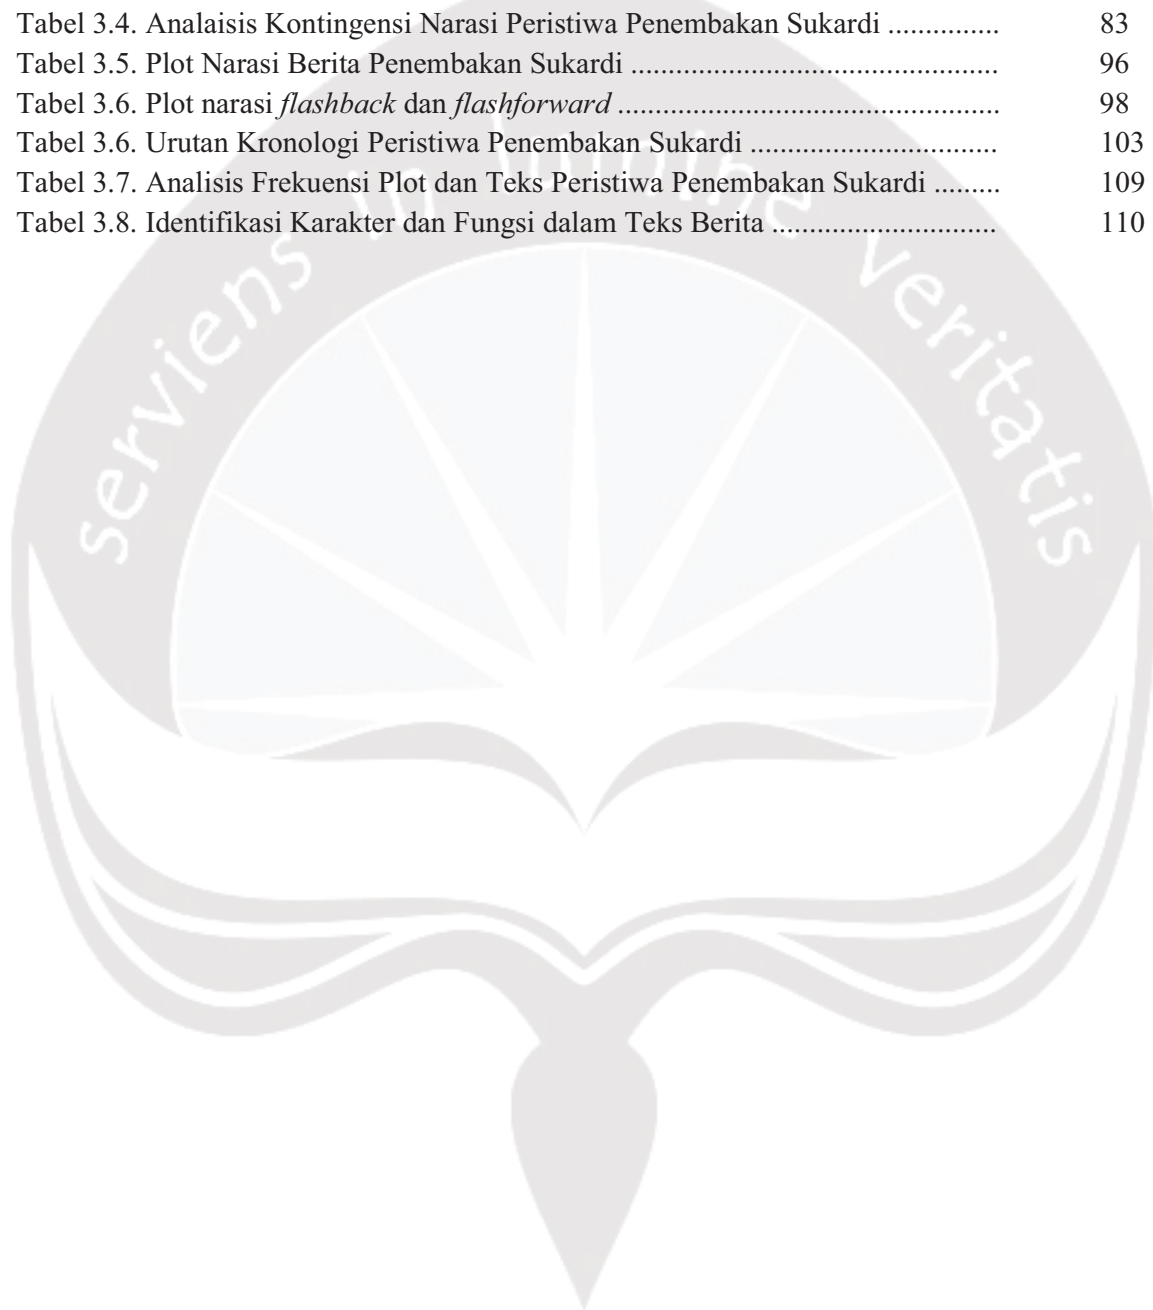 Tabel 3.4. Analaisis Kontingensi Narasi Peristiwa Penembakan Sukardi ............... 83
Tabel 3.5. Plot Narasi Berita Penembakan Sukardi ................................................. 96
Tabel 3.6. Plot narasi flashback dan flashforward ................................................... 98
Tabel 3.6. Urutan Kronologi Peristiwa Penembakan Sukardi ................................. 103
Tabel 3.7. Analisis Frekuensi Plot dan Teks Peristiwa Penembakan Sukardi ......... 109
Tabel 3.8. Identifikasi Karakter dan Fungsi dalam Teks Berita .............................. 110
serviens in lumine veritatis